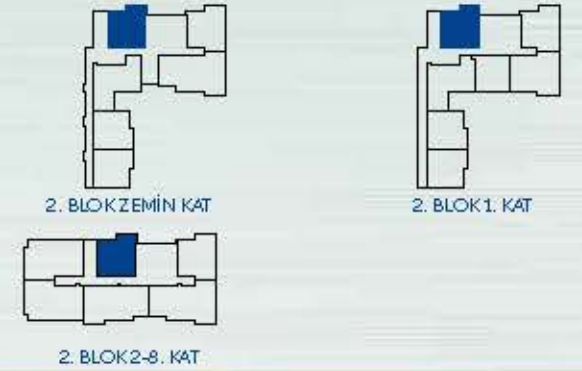 2. BLOK ZEMİN KAT
2. BLOK 1. KAT
2. BLOK 2-8. KAT